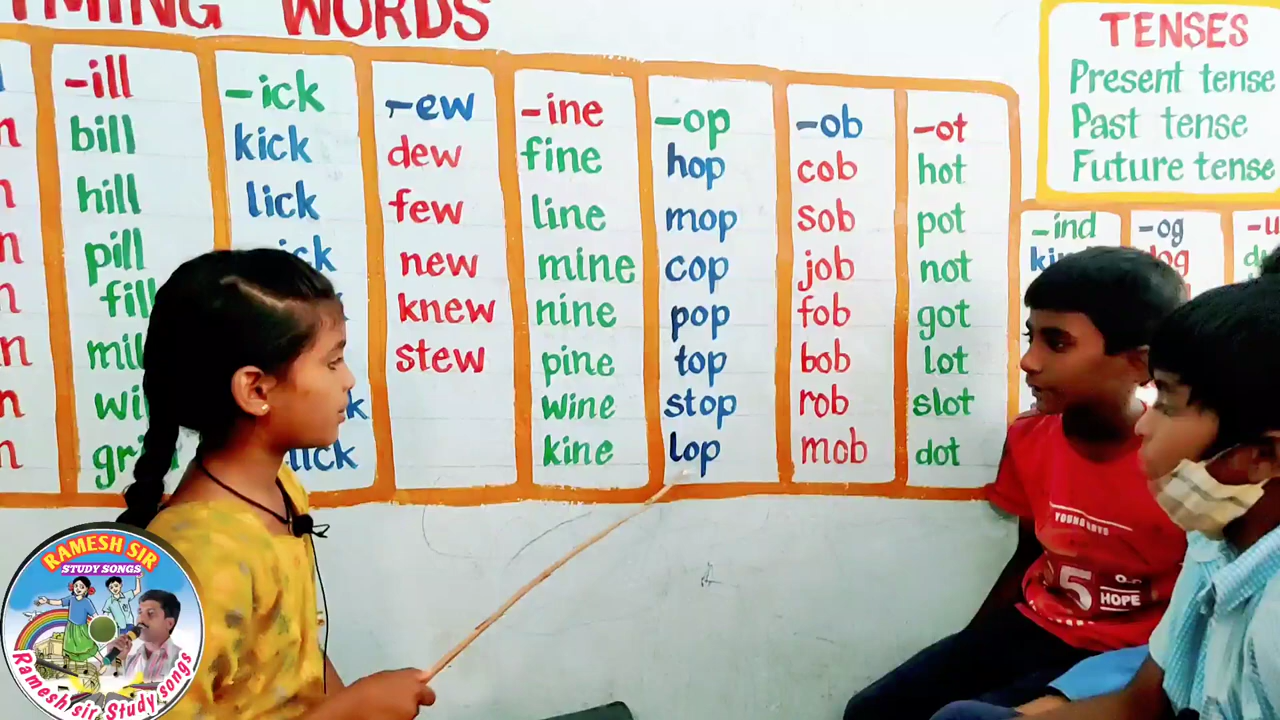 WORDS
-ill
bill
hill
pill
fill
-ick
kick
lick
-ew
dew
few
new
knew
stew
-ine
fine
line
mine
nine
pine
wine
kine
-op
hop
mop
cop
pop
top
stop
lop
-ob
cob
sob
job
fob
bob
rob
mob
-ot
hot
pot
not
got
lot
slot
dot
TENSES
Present tense
Past tense
Future tense
-ind
-og
HOPE
RAMESH SIR
STUDY SONGS
Ramesh sir Study songs